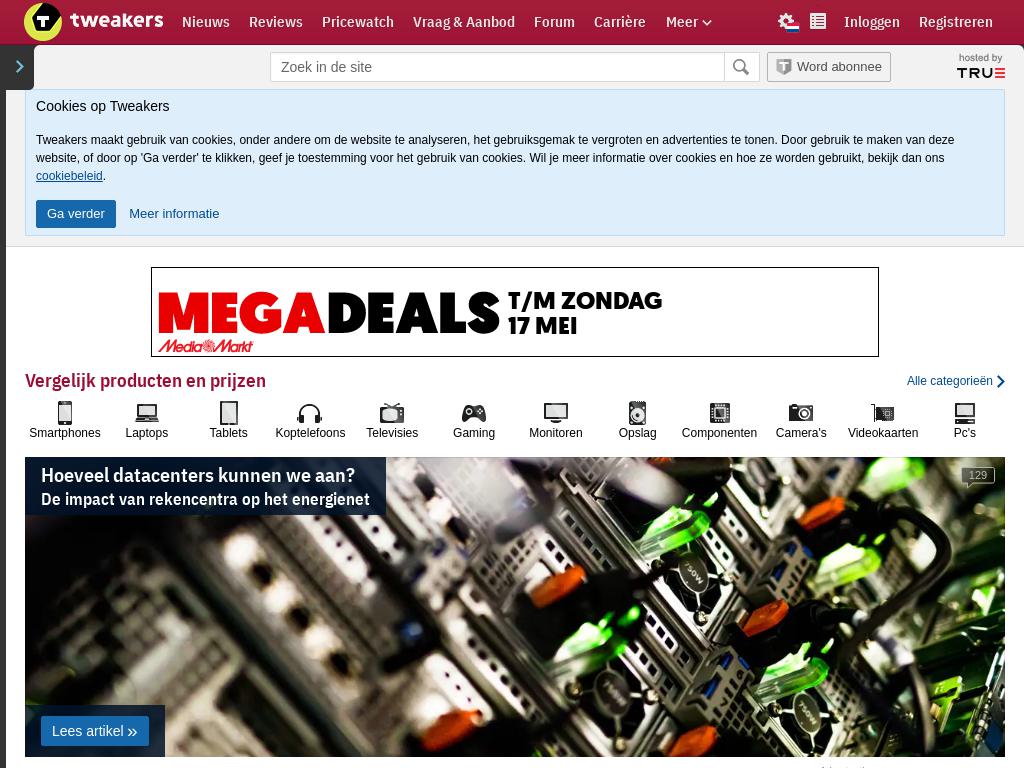 tweakers
Nieuws
Reviews
Pricewatch
Vraag & Aanbod
Forum
Carrière
Meer
Inloggen
Registreren
Zoek in de site
Word abonnee
hosted by
TRUE
Cookies op Tweakers
Tweakers maakt gebruik van cookies, onder andere om de website te analyseren, het gebruiksgemak te vergroten en advertenties te tonen. Door gebruik te maken van deze
website, of door op 'Ga verder' te klikken, geef je toestemming voor het gebruik van cookies. Wil je meer informatie over cookies en hoe ze worden gebruikt, bekijk dan ons
cookiebeleid.
Ga verder
Meer informatie
MEGADEALS
T/M ZONDAG
17 MEI
Media Markt
Vergelijk producten en prijzen
Alle categorieën
Smartphones
Laptops
Tablets
Koptelefoons
Televisies
Gaming
Monitoren
Opslag
Componenten
Camera's
Videokaarten
Pc's
Hoeveel datacenters kunnen we aan?
De impact van rekencentra op het energienet
129
750W
750W
750W
Lees artikel »